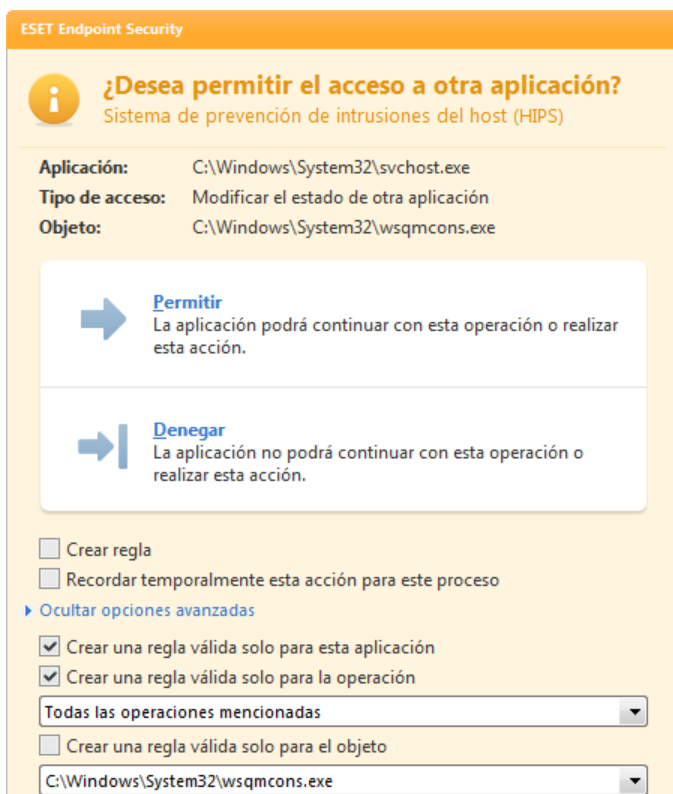 ESET Endpoint Security
¿Desea permitir el acceso a otra aplicación?
Sistema de prevención de intrusiones del host (HIPS)
Aplicación: C:\Windows\System32\svchost.exe
Tipo de acceso: Modificar el estado de otra aplicación
Objeto: C:\Windows\System32\wsqmcons.exe
Permitir
La aplicación podrá continuar con esta operación o realizar
esta acción.
Denegar
La aplicación no podrá continuar con esta operación o
realizar esta acción.
Crear regla
Recordar temporalmente esta acción para este proceso
Ocultar opciones avanzadas
Crear una regla válida solo para esta aplicación
Crear una regla válida solo para la operación
Todas las operaciones mencionadas
Crear una regla válida solo para el objeto
C:\Windows\System32\wsqmcons.exe